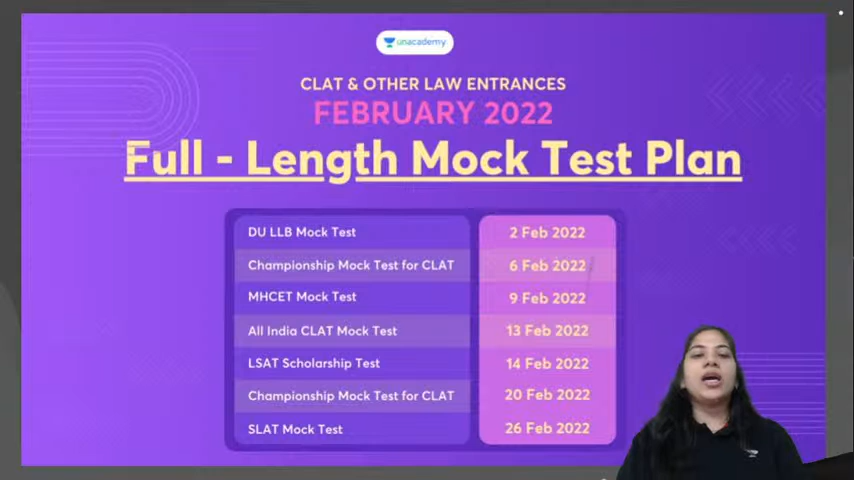 unacademy
CLAT & OTHER LAW ENTRANCES
FEBRUARY 2022
Full - Length Mock Test Plan
DU LLB Mock Test 2 Feb 2022
Championship Mock Test for CLAT 6 Feb 2022
MHCET Mock Test 9 Feb 2022
All India CLAT Mock Test 13 Feb 2022
LSAT Scholarship Test 14 Feb 2022
Championship Mock Test for CLAT 20 Feb 2022
SLAT Mock Test 26 Feb 2022